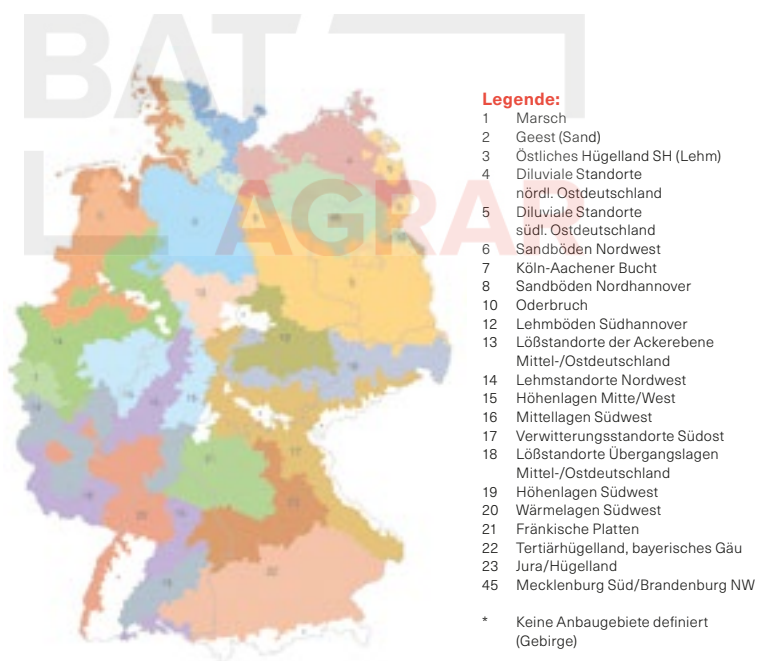 BAT
AGRAR
Legende:
1 Marsch
2 Geest (Sand)
3 Östliches Hügelland SH (Lehm)
4 Diluviale Standorte
nördl. Ostdeutschland
5 Diluviale Standorte
südl. Ostdeutschland
6 Sandböden Nordwest
7 Köln-Aachener Bucht
8 Sandböden Nordhannover
10 Oderbruch
12 Lehmböden Südhannover
13 Lößstandorte der Ackerebene
Mittel-/Ostdeutschland
14 Lehmstandorte Nordwest
15 Höhenlagen Mitte/West
16 Mittellagen Südwest
17 Verwitterungsstandorte Südost
18 Lößstandorte Übergangslagen
Mittel-/Ostdeutschland
19 Höhenlagen Südwest
20 Wärmelagen Südwest
21 Fränkische Platten
22 Tertiärhügelland, bayerisches Gäu
23 Jura/Hügelland
45 Mecklenburg Süd/Brandenburg NW
* Keine Anbaugebiete definiert
(Gebirge)